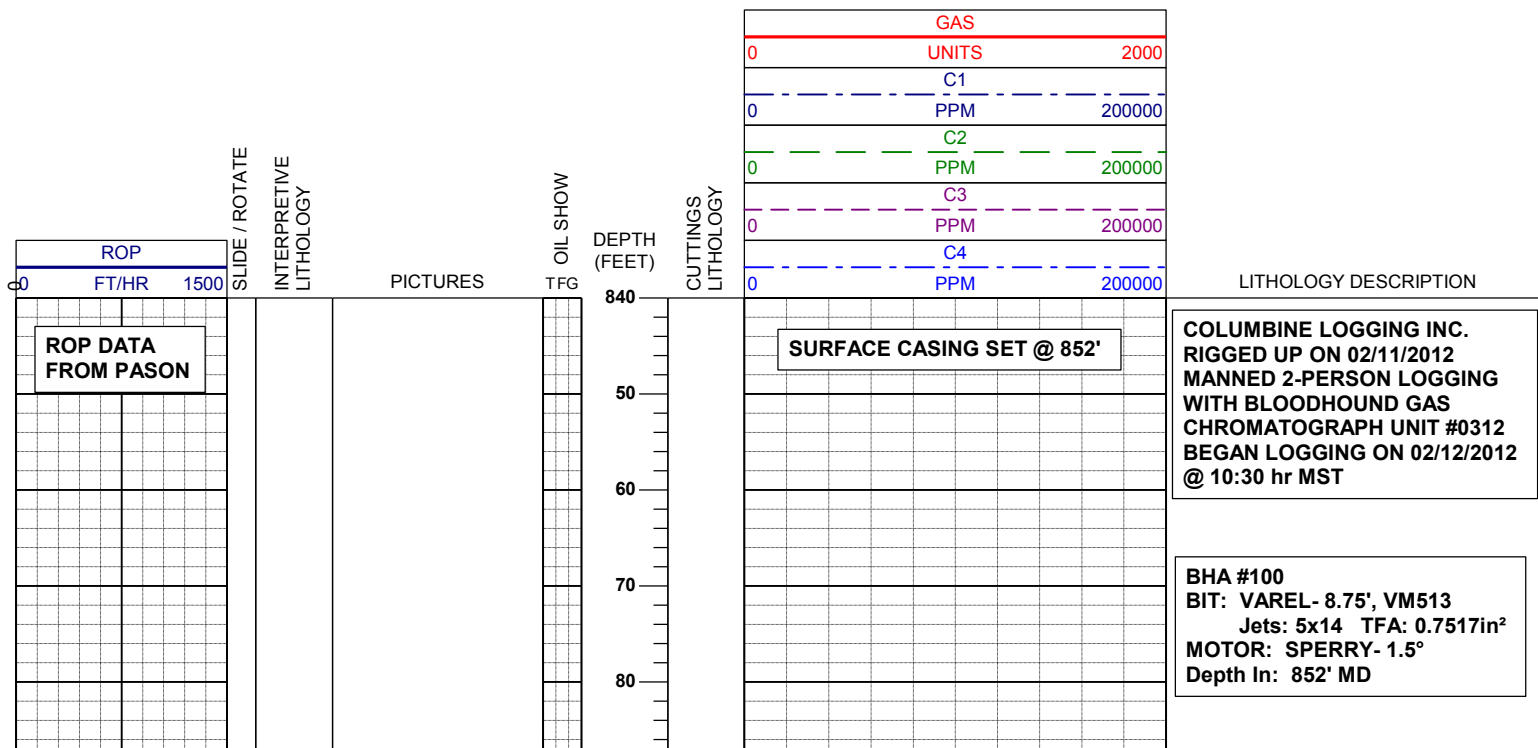 GAS
0 UNITS 2000
C1
0 PPM 200000
C2
0 PPM 200000
C3
0 PPM 200000
C4
0 PPM 200000
ROP
0 FT/HR 1500
0
SLIDE / ROTATE
INTERPRETIVE
LITHOLOGY
PICTURES
OIL SHOW
T F G
DEPTH
(FEET)
CUTTINGS
LITHOLOGY
LITHOLOGY DESCRIPTION
840
50
60
70
80
ROP DATA
FROM PASON
SURFACE CASING SET @ 852'
COLUMBINE LOGGING INC.
RIGGED UP ON 02/11/2012
MANNED 2-PERSON LOGGING
WITH BLOODHOUND GAS
CHROMATOGRAPH UNIT #0312
BEGAN LOGGING ON 02/12/2012
@ 10:30 hr MST
BHA #100
BIT: VAREL- 8.75', VM513
Jets: 5x14 TFA: 0.7517in²
MOTOR: SPERRY- 1.5°
Depth In: 852' MD